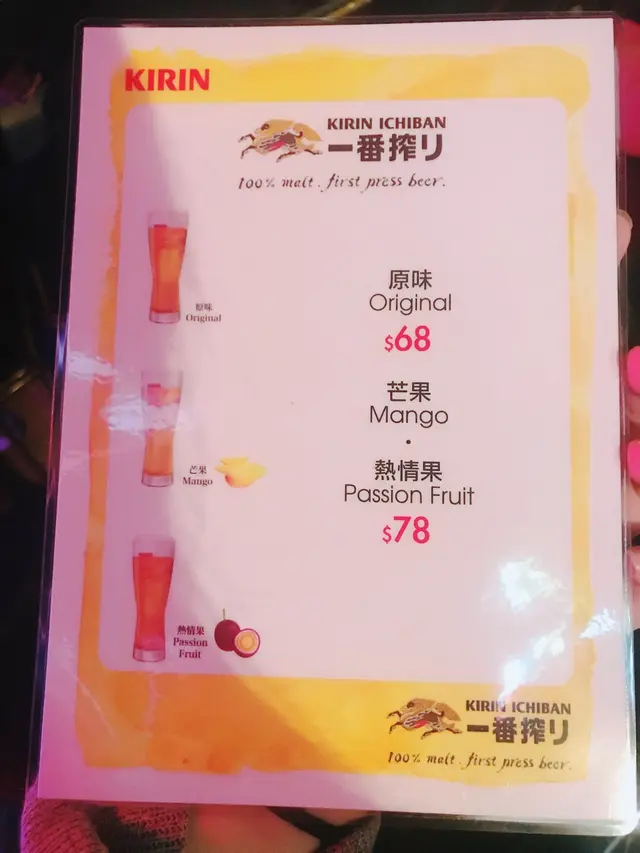 KIRIN
KIRIN ICHIBAN
一番搾り
100% malt. first press beer.
原味
Original
原味
Original
$68
芒果
Mango
•
熱情果
Passion Fruit
$78
芒果
Mango
熱情果
Passion
Fruit
KIRIN ICHIBAN
一番搾り
100% malt. first press beer.